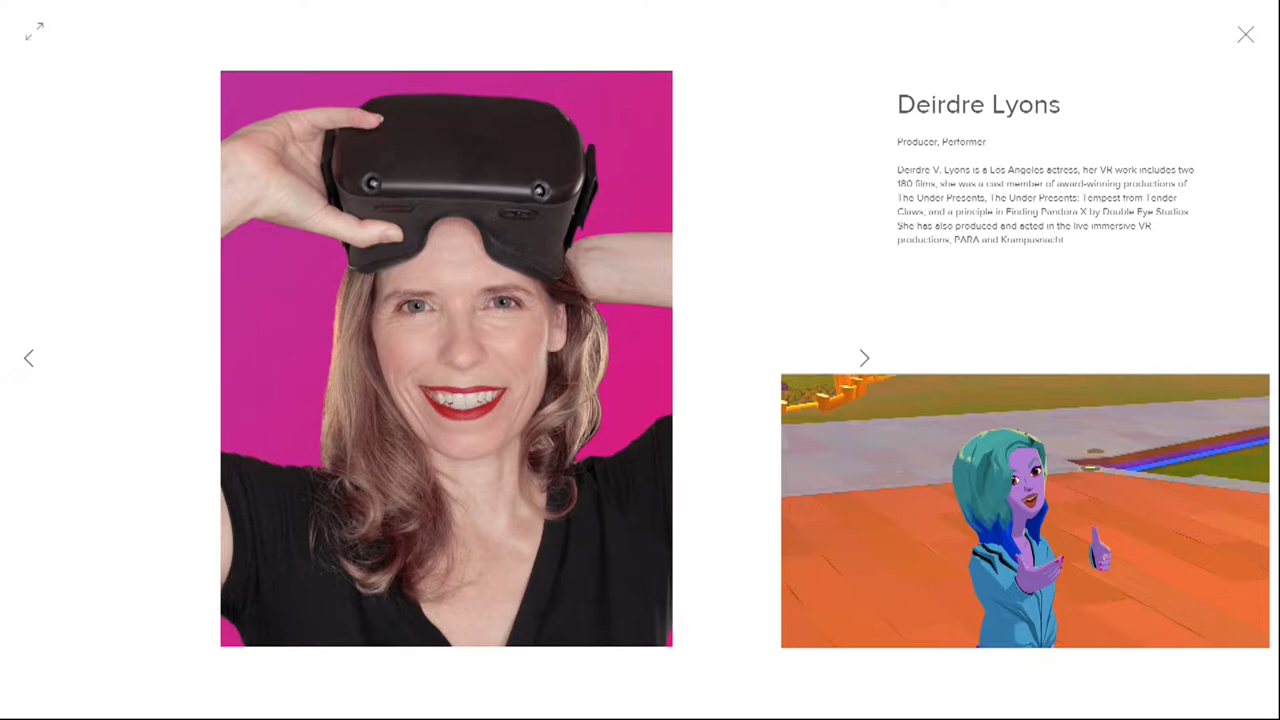 Deirdre Lyons
Producer, Performer
Deirdre V. Lyons is a Los Angeles actress, her VR work includes two
180 films, she was a cast member of award-winning productions of
The Under Presents, The Under Presents: Tempest from Tender
Claws, and a principle in Finding Pandora X by Double Eye Studios.
She has also produced and acted in the live immersive VR
productions, PARA and Krampusnacht